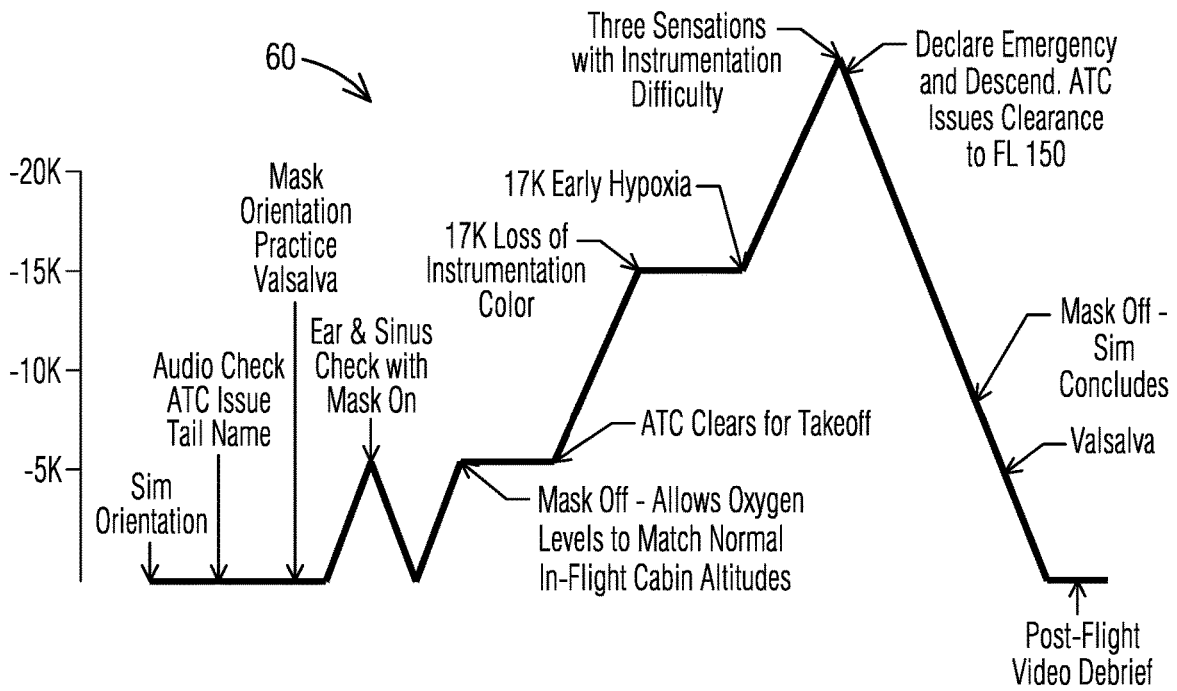 60
Three Sensations
with Instrumentation
Difficulty
Declare Emergency
and Descend. ATC
Issues Clearance
to FL 150
-20K
-15K
-10K
-5K
Mask
Orientation
Practice
Valsalva
17K Early Hypoxia
17K Loss of
Instrumentation
Color
Ear & Sinus
Check with
Mask On
Audio Check
ATC Issue
Tail Name
Sim
Orientation
ATC Clears for Takeoff
Mask Off - Allows Oxygen
Levels to Match Normal
In-Flight Cabin Altitudes
Mask Off -
Sim
Concludes
Valsalva
Post-Flight
Video Debrief